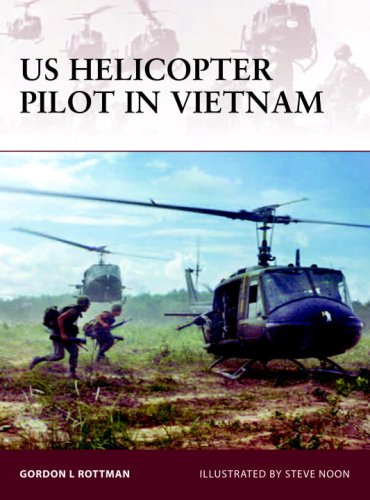 US HELICOPTER
PILOT IN VIETNAM
GORDON L ROTTMAN
ILLUSTRATED BY STEVE NOON